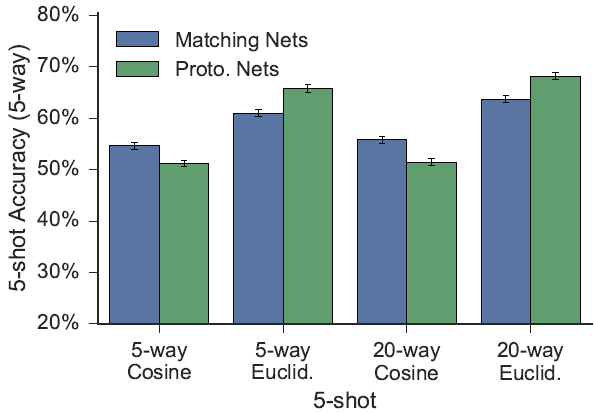 80%
70%
60%
50%
40%
30%
20%
5-shot Accuracy (5-way)
Matching Nets
Proto. Nets
5-way Cosine
5-way Euclid.
20-way Cosine
20-way Euclid.
5-shot